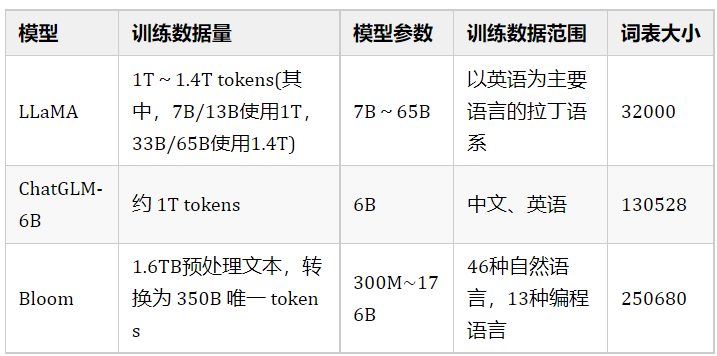 模型 训练数据量 模型参数 训练数据范围 词表大小
LLaMA
1T ~ 1.4T tokens(其
中，7B/13B使用1T，
33B/65B使用1.4T)
7B ~ 65B
以英语为主要
语言的拉丁语
系
32000
ChatGLM-
6B
约 1T tokens
6B
中文、英语
130528
Bloom
1.6TB预处理文本，转
换为 350B 唯一 token
s
300M~17
6B
46种自然语
言，13种编程
语言
250680